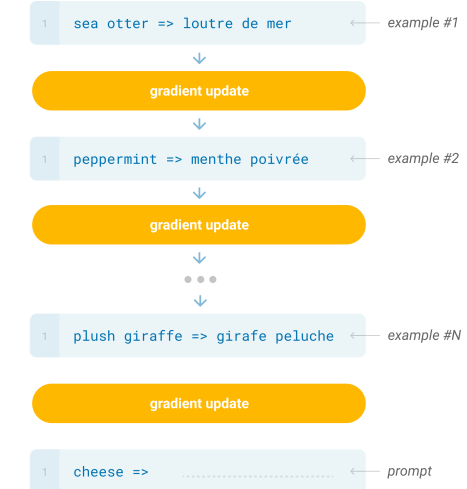 1 sea otter => loutre de mer example #1
gradient update
1 peppermint => menthe poivrée example #2
gradient update
1 plush giraffe => girafe peluche example #N
gradient update
1 cheese => prompt